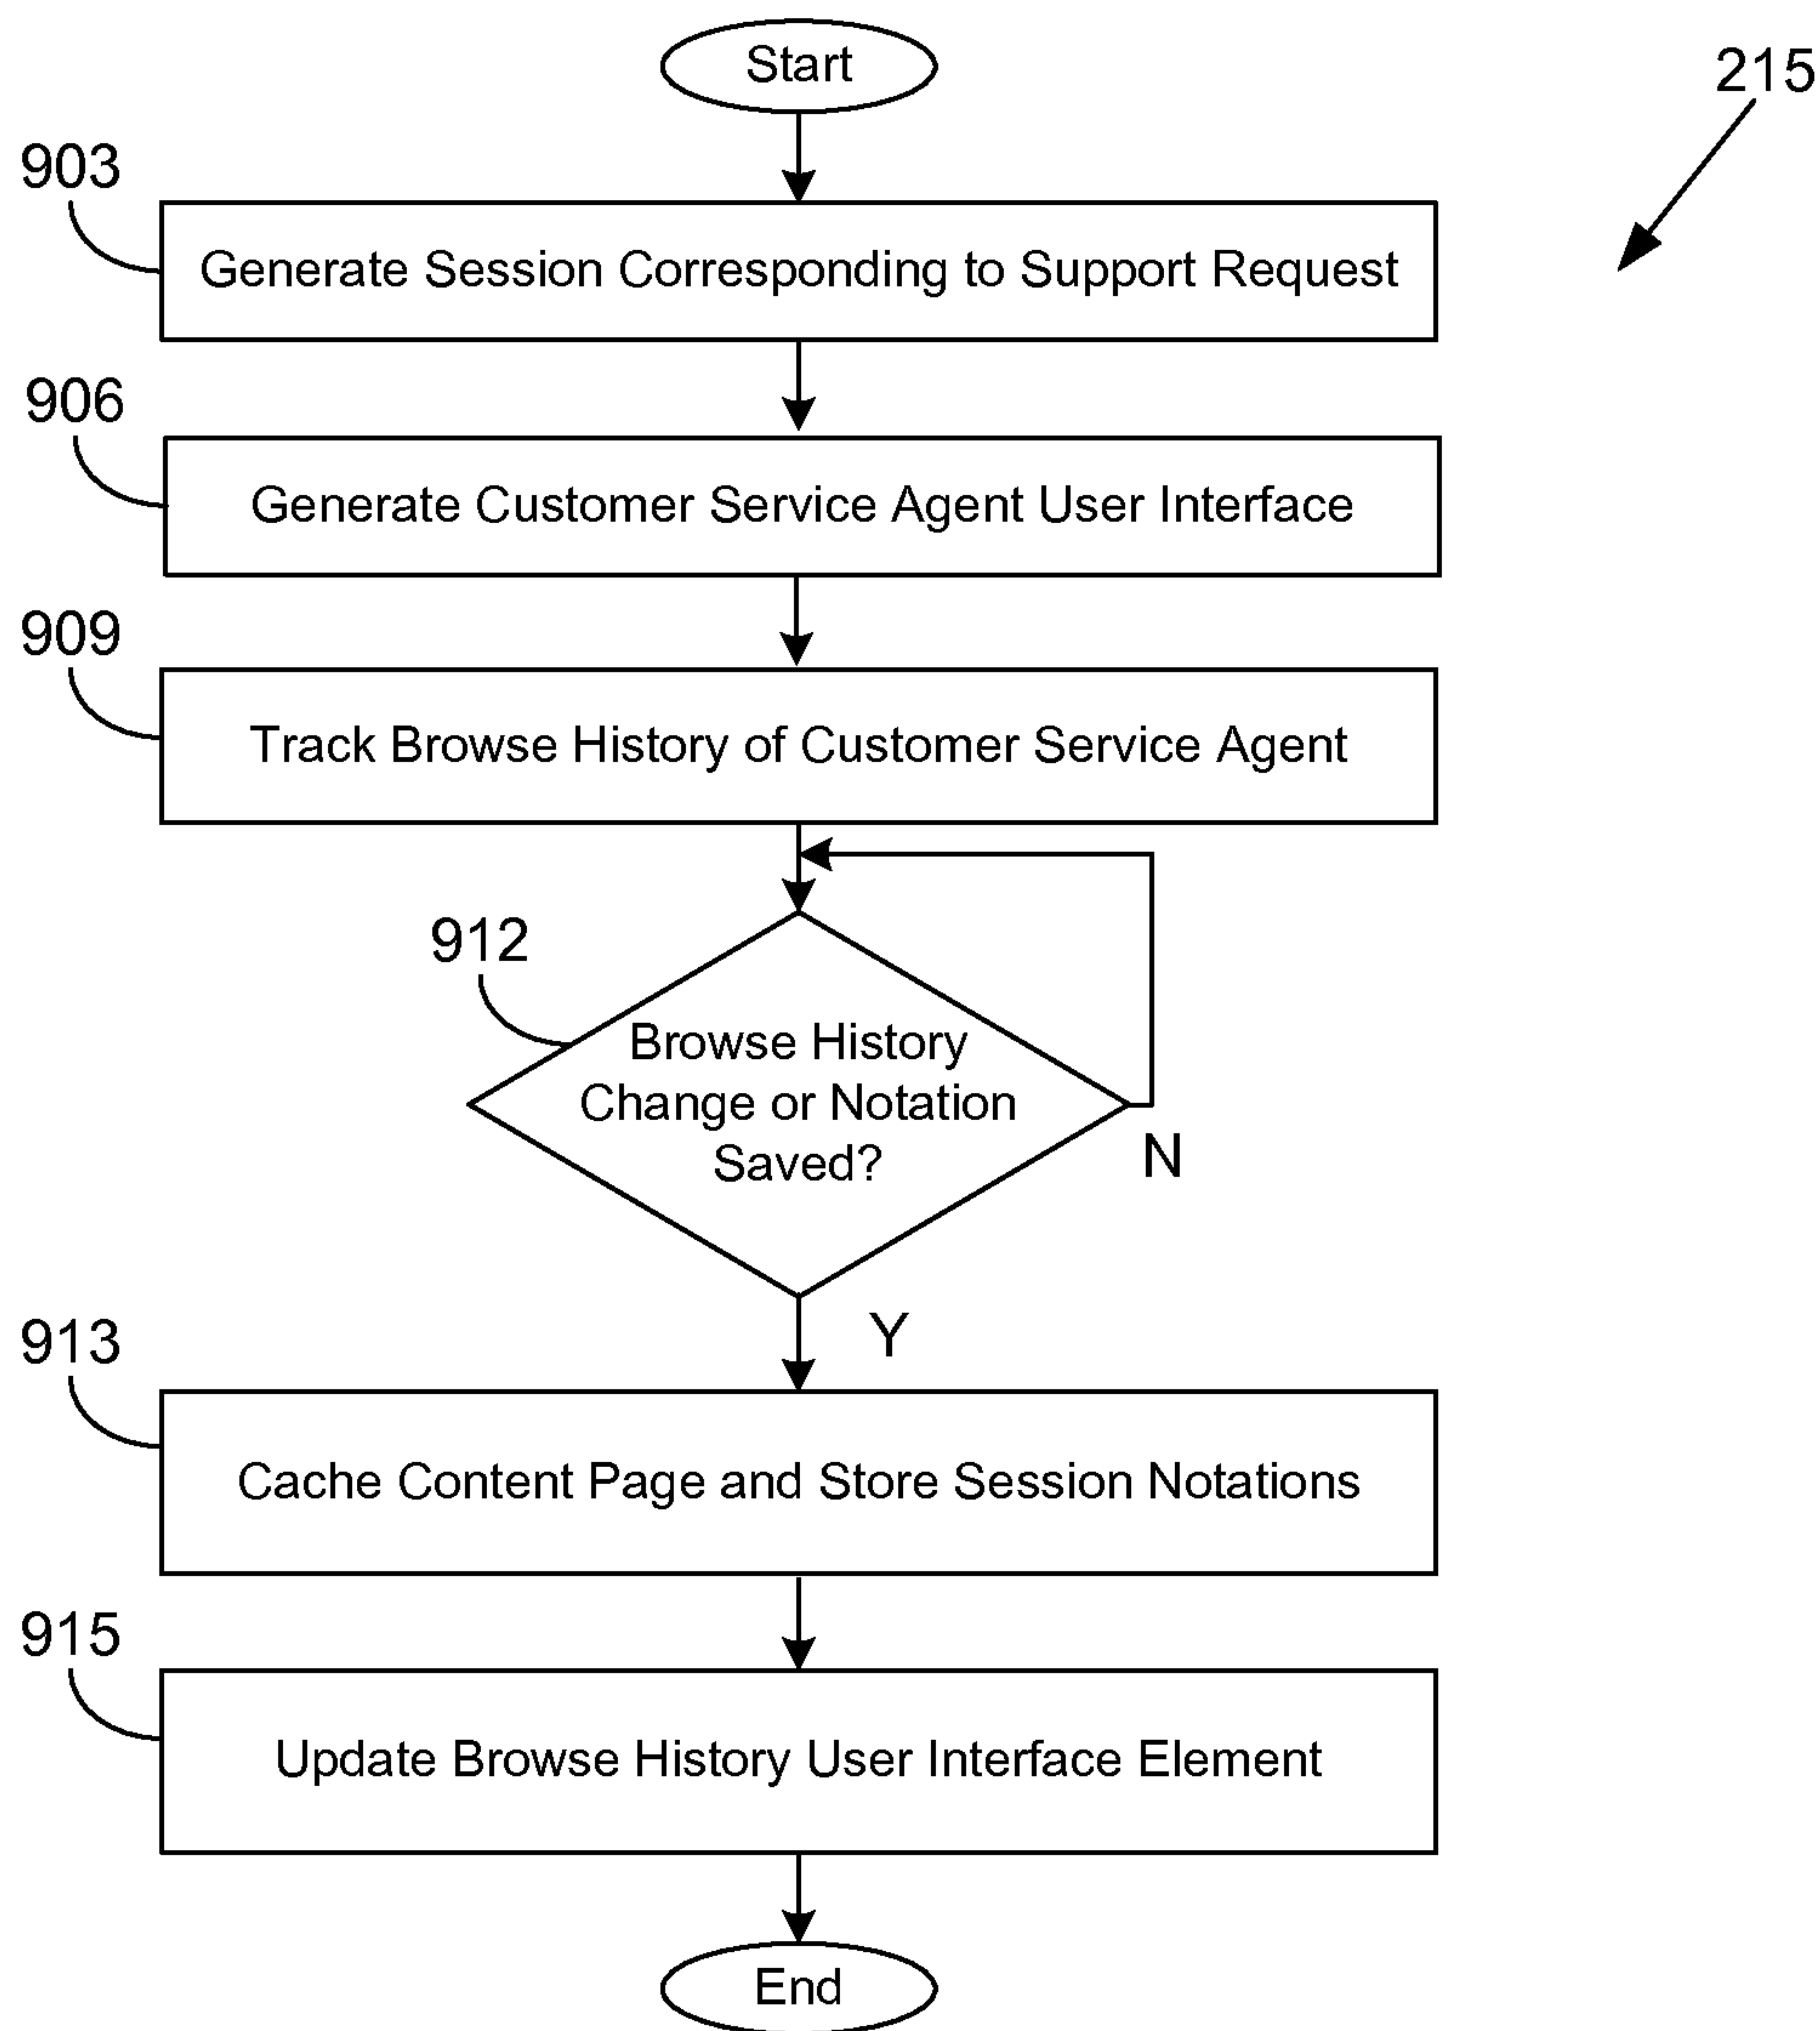 Start
215
903
Generate Session Corresponding to Support Request
906
Generate Customer Service Agent User Interface
909
Track Browse History of Customer Service Agent
912
Browse History
Change or Notation
Saved?
N
Y
913
Cache Content Page and Store Session Notations
915
Update Browse History User Interface Element
End